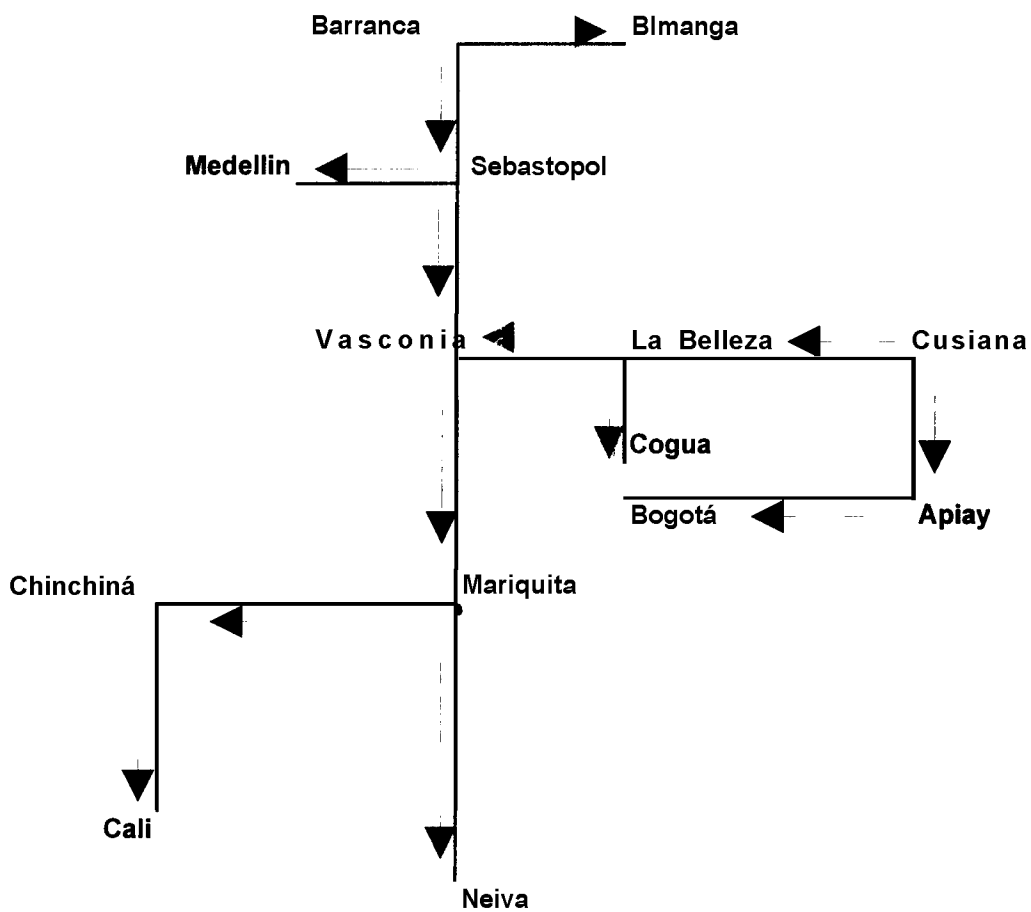 Barranca
Blmanga
Medellin
Sebastopol
Vasconia
La Belleza
Cusiana
Cogua
Bogotá
Apiay
Chinchiná
Mariquita
Cali
Neiva